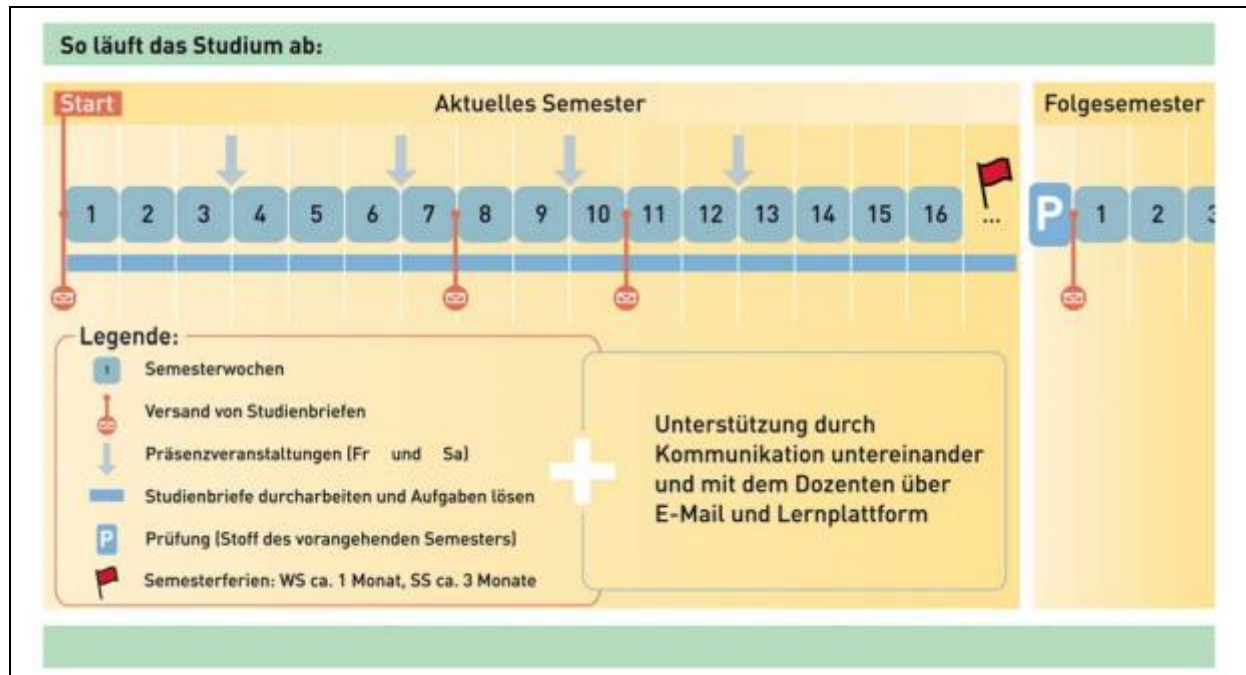 So läuft das Studium ab:
Start
Aktuelles Semester
Folgesemester
1 2 3 4 5 6 7 8 9 10 11 12 13 14 15 16 ... P 1 2 3
Legende:
1 Semesterwochen
Versand von Studienbriefen
Präsenzveranstaltungen (Fr und Sa)
Studienbriefe durcharbeiten und Aufgaben lösen
P Prüfung (Stoff des vorangehenden Semesters)
Semesterferien: WS ca. 1 Monat, SS ca. 3 Monate
Unterstützung durch
Kommunikation untereinander
und mit dem Dozenten über
E-Mail und Lernplattform